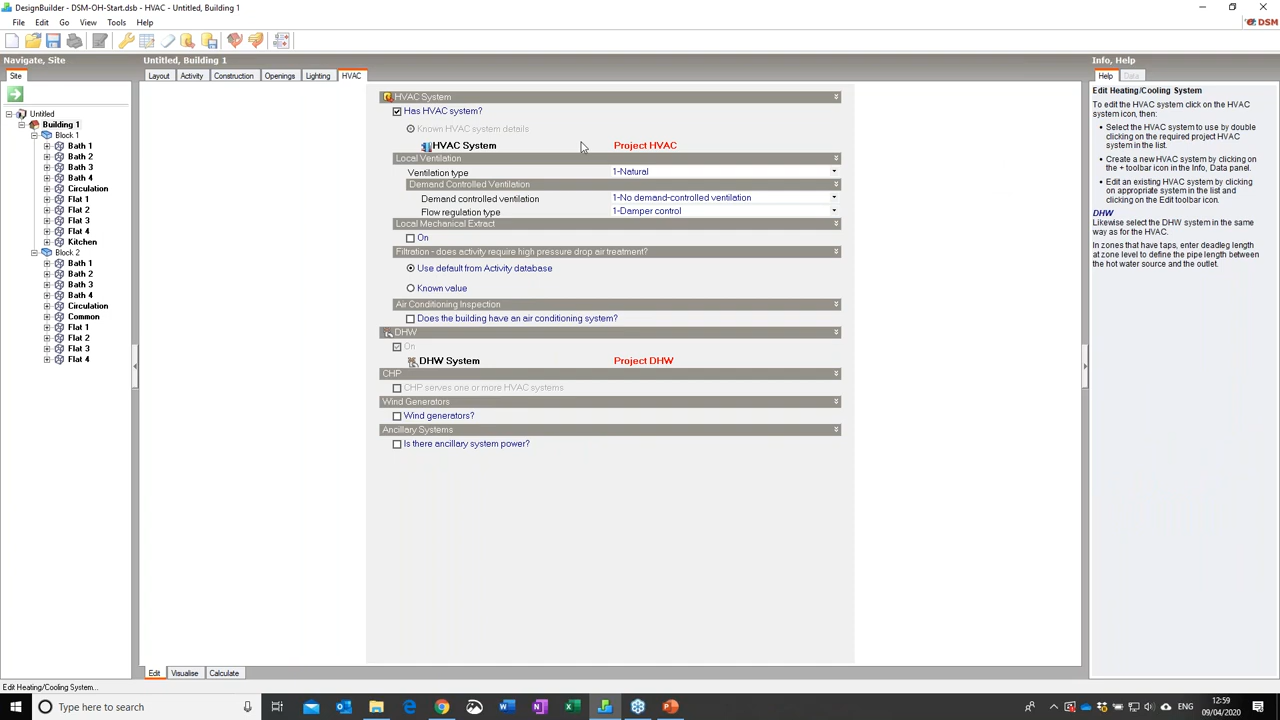 DesignBuilder - DSM-OH-Start.dsb - HVAC - Untitled, Building 1
File Edit Go View Tools Help
DSM
Navigate, Site
Untitled, Building 1
Info, Help
Site
Layout Activity Construction Openings Lighting HVAC
Help Data
Untitled
Building 1
Block 1
Bath 1
Bath 2
Bath 3
Bath 4
Circulation
Flat 1
Flat 2
Flat 3
Flat 4
Kitchen
Block 2
Bath 1
Bath 2
Bath 3
Bath 4
Circulation
Common
Flat 1
Flat 2
Flat 3
Flat 4
HVAC System
Has HVAC system?
Known HVAC system details
HVAC System Project HVAC
Local Ventilation
Ventilation type 1-Natural
Demand Controlled Ventilation
Demand controlled ventilation 1-No demand-controlled ventilation
Flow regulation type 1-Damper control
Local Mechanical Extract
On
Filtration - does activity require high pressure drop air treatment?
Use default from Activity database
Known value
Air Conditioning Inspection
Does the building have an air conditioning system?
DHW
On
DHW System Project DHW
CHP
CHP serves one or more HVAC systems
Wind Generators
Wind generators?
Ancillary Systems
Is there ancillary system power?
Edit Heating/Cooling System
To edit the HVAC system click on the HVAC
system icon, then:
• Select the HVAC system to use by double
clicking on the required project HVAC
system in the list and
• Create a new HVAC system by clicking on
the + toolbar icon in the Info, Data panel.
• Edit an existing HVAC system by clicking
on appropriate system in the list and
clicking on the Edit toolbar icon.
DHW
Likewise select the DHW system in the same
way as for the HVAC.
In zones that have taps, enter deadleg length
at zone level to define the pipe length between
the hot water source and the outlet.
Edit Visualise Calculate
Edit Heating/Cooling System...
Type here to search
ENG
12:59
09/04/2020